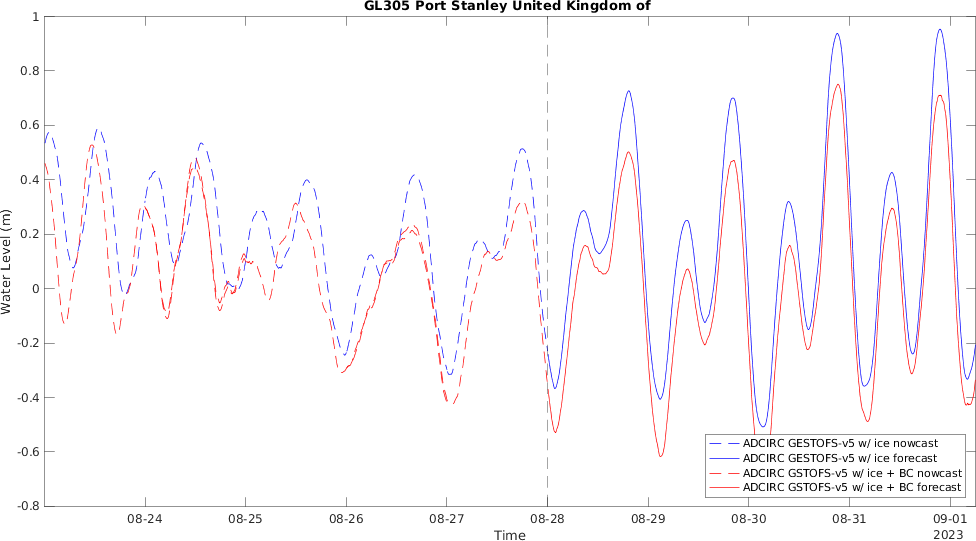 GL305 Port Stanley United Kingdom of
1
0.8
0.6
0.4
0.2
0
-0.2
-0.4
-0.6
-0.8
Water Level (m)
ADCIRC GESTOFS-v5 w/ ice nowcast
ADCIRC GESTOFS-v5 w/ ice forecast
ADCIRC GSTOFS-v5 w/ ice + BC nowcast
ADCIRC GSTOFS-v5 w/ ice + BC forecast
08-24 08-25 08-26 08-27 08-28 08-29 08-30 08-31 09-01
2023
Time